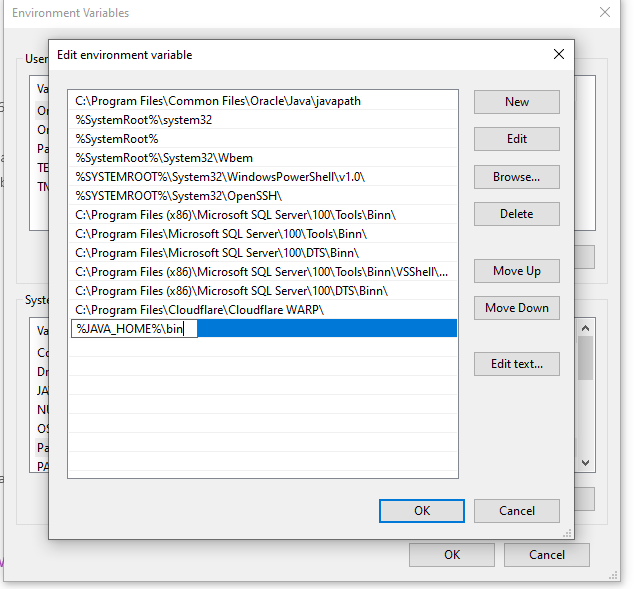 Environment Variables
Edit environment variable
User
Va
Or
On
Pa
TE
TM
C:\Program Files\Common Files\Oracle\Java\javapath
%SystemRoot%\system32
%SystemRoot%
%SystemRoot%\System32\Wbem
%SYSTEMROOT%\System32\WindowsPowerShell\v1.0\
%SYSTEMROOT%\System32\OpenSSH\
C:\Program Files (x86)\Microsoft SQL Server\100\Tools\Binn\
C:\Program Files\Microsoft SQL Server\100\Tools\Binn\
C:\Program Files\Microsoft SQL Server\100\DTS\Binn\
C:\Program Files (x86)\Microsoft SQL Server\100\Tools\Binn\VSShell\...
C:\Program Files (x86)\Microsoft SQL Server\100\DTS\Binn\
C:\Program Files\Cloudflare\Cloudflare WARP\
%JAVA_HOME%\bin
New
Edit
Browse...
Delete
Move Up
Move Down
Edit text...
Syste
Va
Co
Dr
JA
NU
OS
Pa
PA
OK
Cancel
OK
Cancel